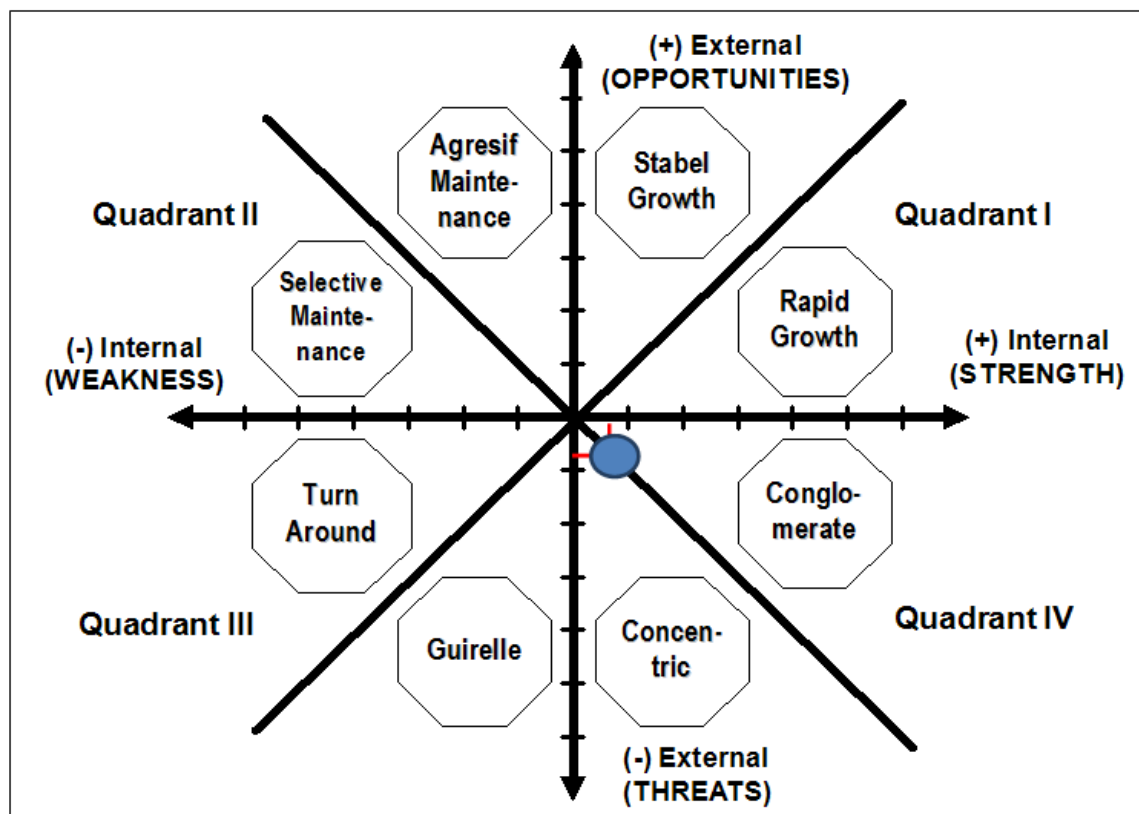 (+) External
(OPPORTUNITIES)
Agresif
Mainte-
nance
Stabel
Growth
Quadrant II
Quadrant I
Selective
Mainte-
nance
Rapid
Growth
(-) Internal
(WEAKNESS)
(+) Internal
(STRENGTH)
Turn
Around
Conglo-
merate
Quadrant III
Quadrant IV
Guirelle
Concen-
tric
(-) External
(THREATS)